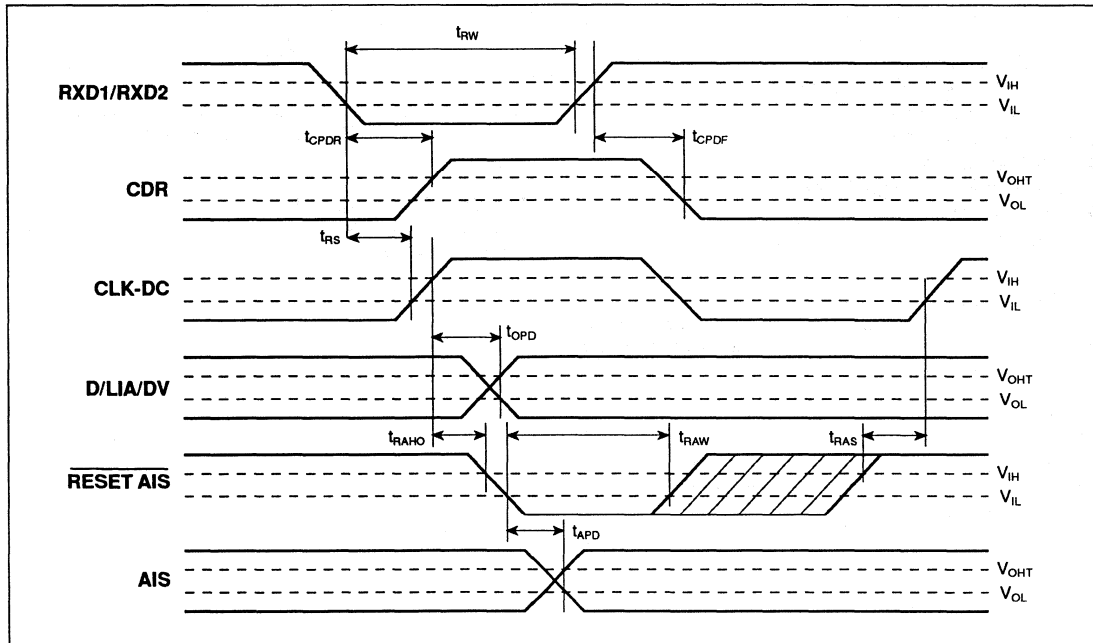 tRW
RXD1/RXD2
VIH
VIL
tCPDR
tCPDF
CDR
VOHT
VOL
tRS
CLK-DC
VIH
VIL
tOPD
D/LIA/DV
VOHT
VOL
tRAHO
tRAW
tRAS
RESET AIS
VIH
VIL
tAPD
AIS
VOHT
VOL